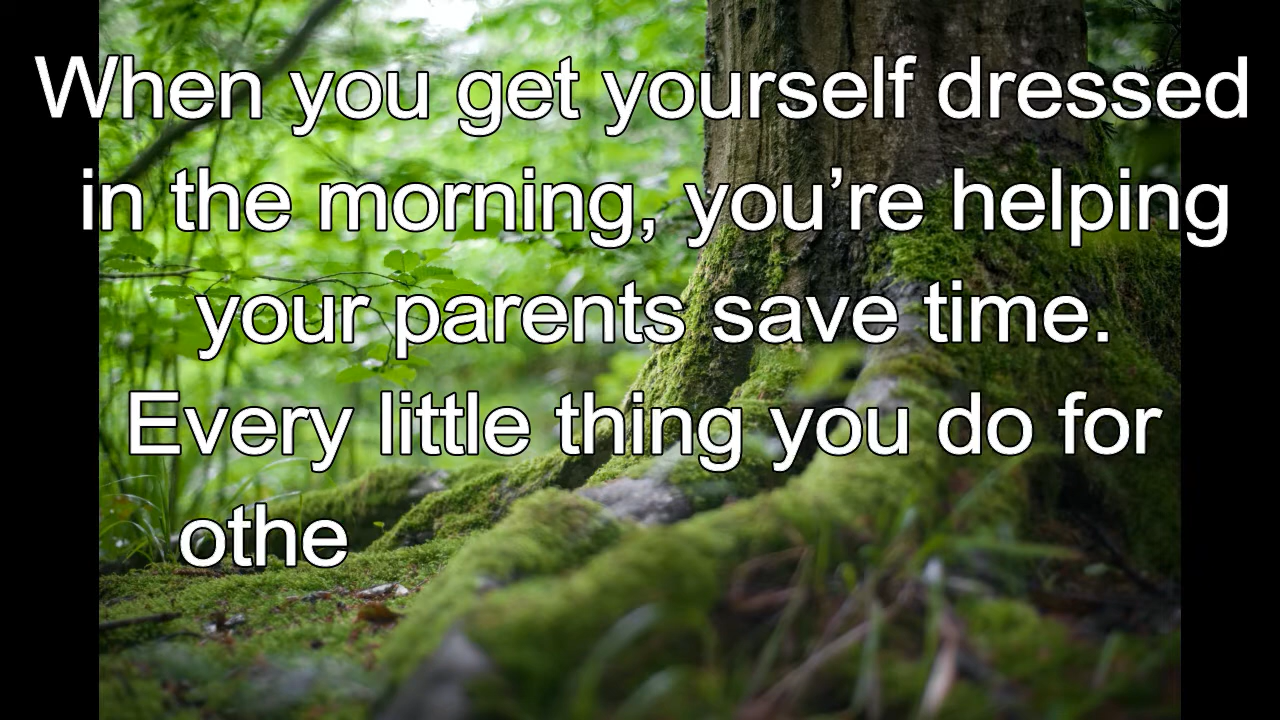 When you get yourself dressed
in the morning, you’re helping
your parents save time.
Every little thing you do for
othe